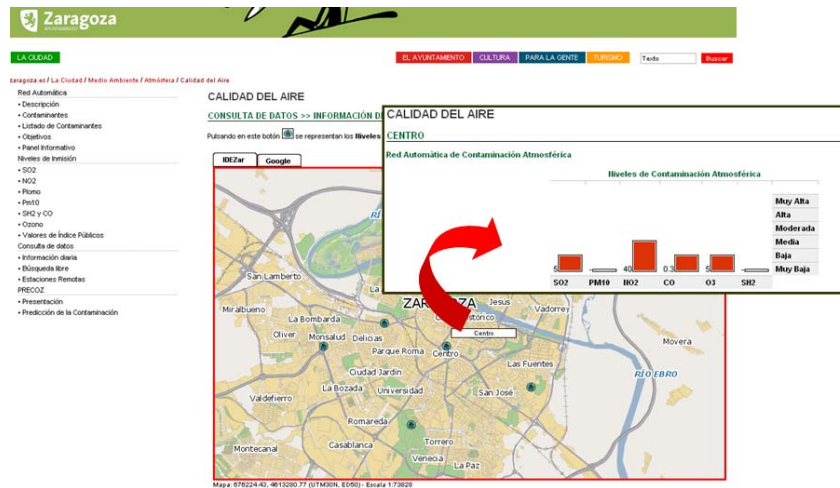 Zaragoza
AYUNTAMIENTO
LA CIUDAD
EL AYUNTAMIENTO
CULTURA
PARA LA GENTE
TURISMO
Texto
Buscar
zaragoza.es / La Ciudad / Medio Ambiente / Atmósfera / Calidad del Aire
Red Automática
• Descripción
• Contaminantes
• Listado de Contaminantes
• Objetivos
• Panel Informativo
Niveles de Inmisión
• SO2
• NO2
• Plomo
• Pm10
• SH2 y CO
• Ozono
• Valores de Índice Públicos
Consulta de datos
• Información diaria
• Búsqueda libre
• Estaciones Remotas
PRECOZ
• Presentación
• Predicción de la Contaminación
CALIDAD DEL AIRE
CONSULTA DE DATOS >> INFORMACIÓN D
Pulsando en este botón se representan los Niveles
IDEZar
Google
CALIDAD DEL AIRE
CENTRO
Red Automática de Contaminación Atmosférica
Niveles de Contaminación Atmosférica
Muy Alta
Alta
Moderada
Media
Baja
Muy Baja
5 - 40 0.3 5 -
SO2 PM10 NO2 CO O3 SH2
San Lamberto
ZARAGOZA
Jesús
Miralbueno
Vadorrey
La Bombarda
Centro
Oliver
Monsalud
Delicias
Movera
Parque Roma
Centro
Las Fuentes
Ciudad Jardín
RÍO EBRO
La Bozada
Universidad
San José
Valdefierro
Romareda
Montecanal
Casablanca
Torrero
Venecia
La Paz
Mapa: 676224.43, 4613280.77 (UTM30N, ED50) - Escala 1:73828